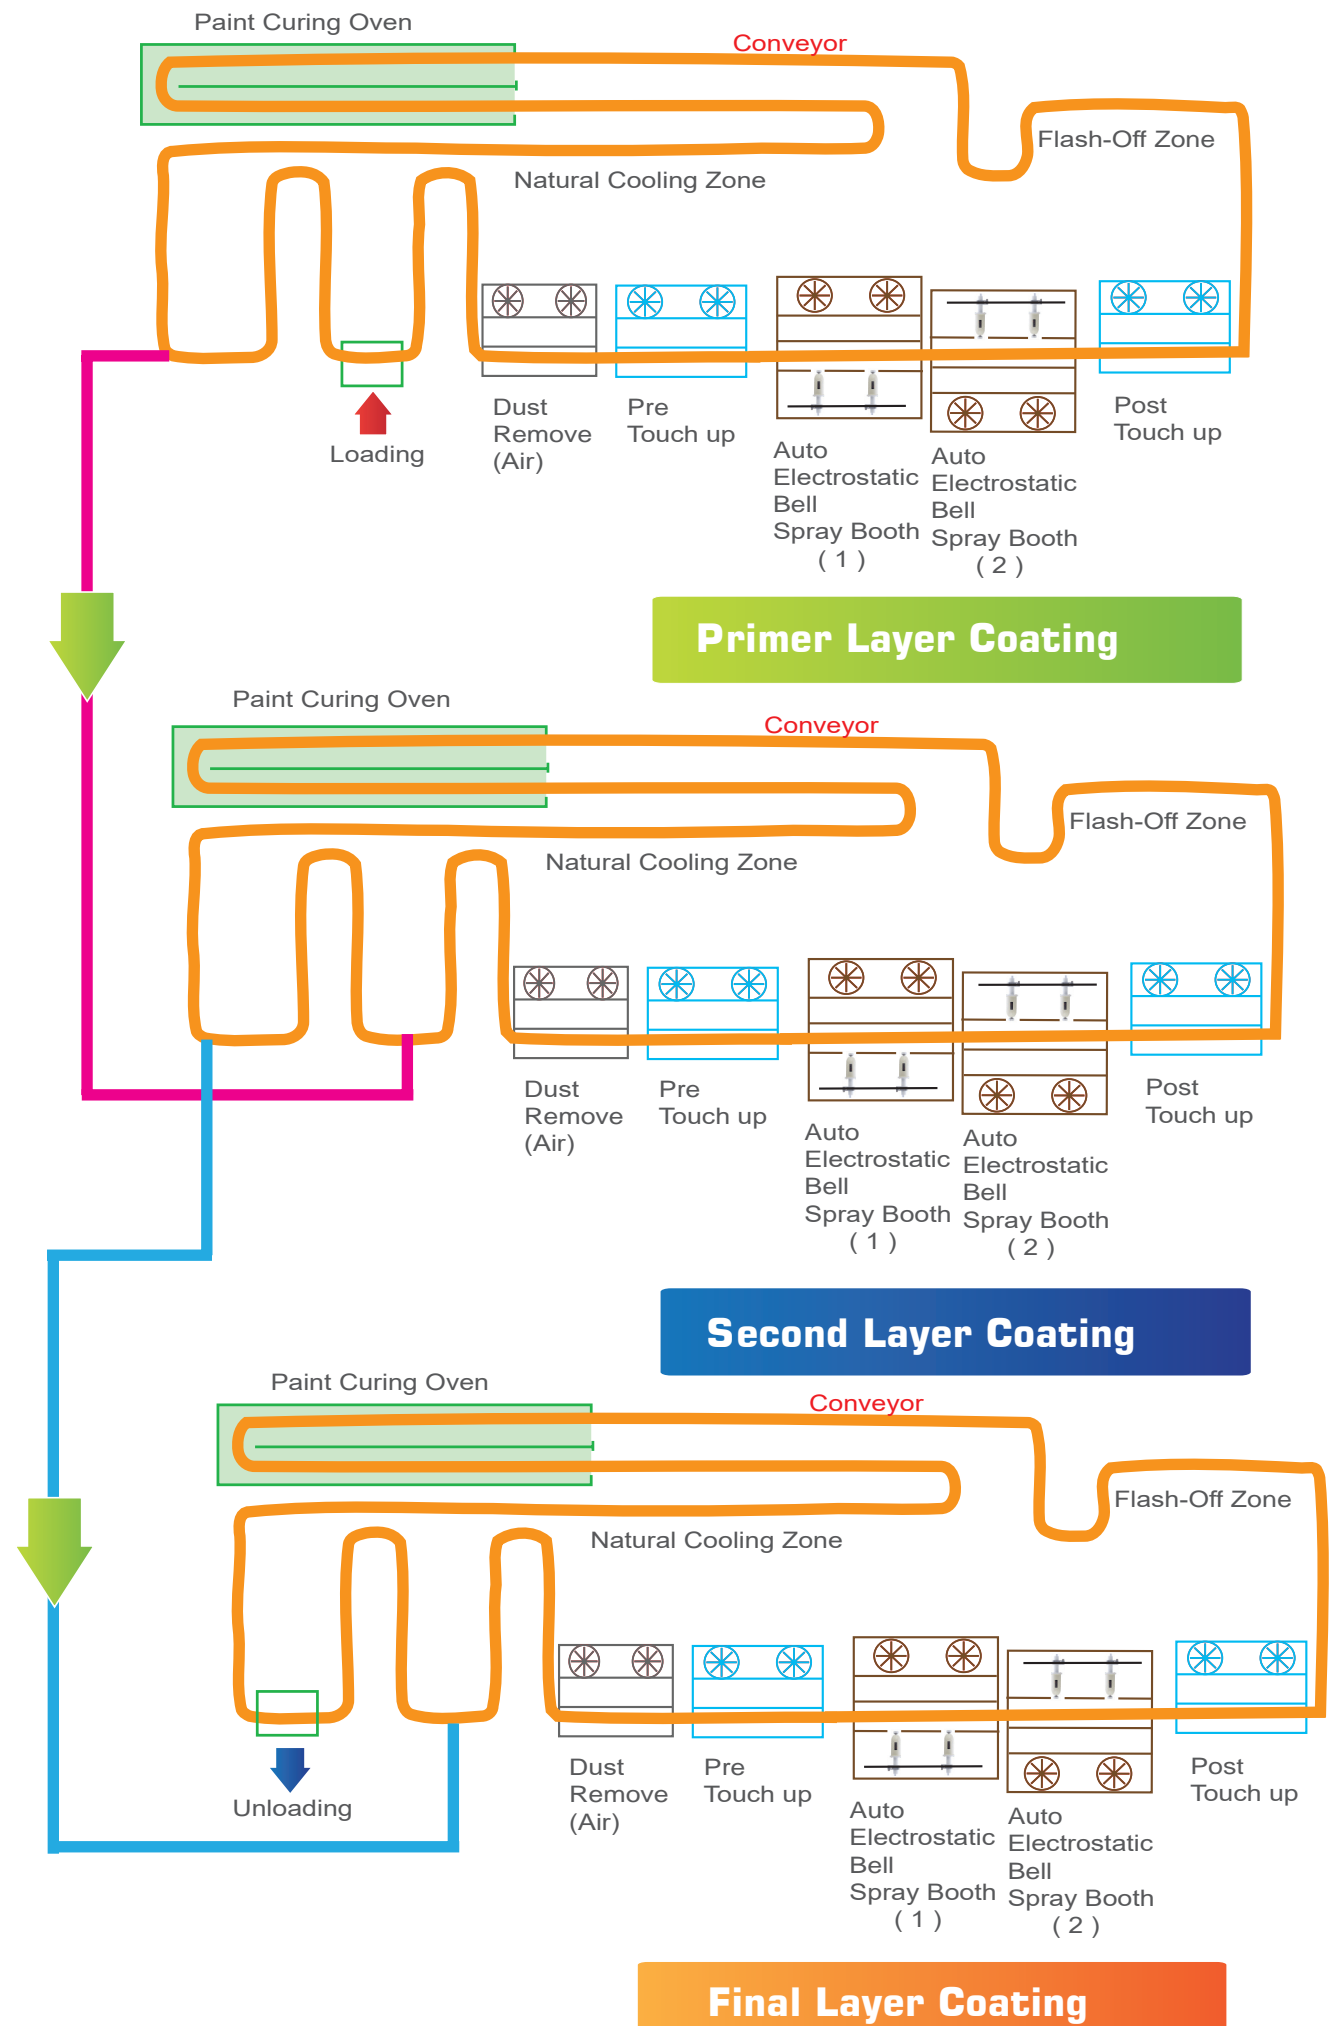 Paint Curing Oven
Conveyor
Flash-Off Zone
Natural Cooling Zone
Loading
Dust
Remove
(Air)
Pre
Touch up
Auto
Electrostatic
Bell
Spray Booth
( 1 )
Auto
Electrostatic
Bell
Spray Booth
( 2 )
Post
Touch up
Primer Layer Coating
Paint Curing Oven
Conveyor
Flash-Off Zone
Natural Cooling Zone
Dust
Remove
(Air)
Pre
Touch up
Auto
Electrostatic
Bell
Spray Booth
( 1 )
Auto
Electrostatic
Bell
Spray Booth
( 2 )
Post
Touch up
Second Layer Coating
Paint Curing Oven
Conveyor
Flash-Off Zone
Natural Cooling Zone
Unloading
Dust
Remove
(Air)
Pre
Touch up
Auto
Electrostatic
Bell
Spray Booth
( 1 )
Auto
Electrostatic
Bell
Spray Booth
( 2 )
Post
Touch up
Final Layer Coating